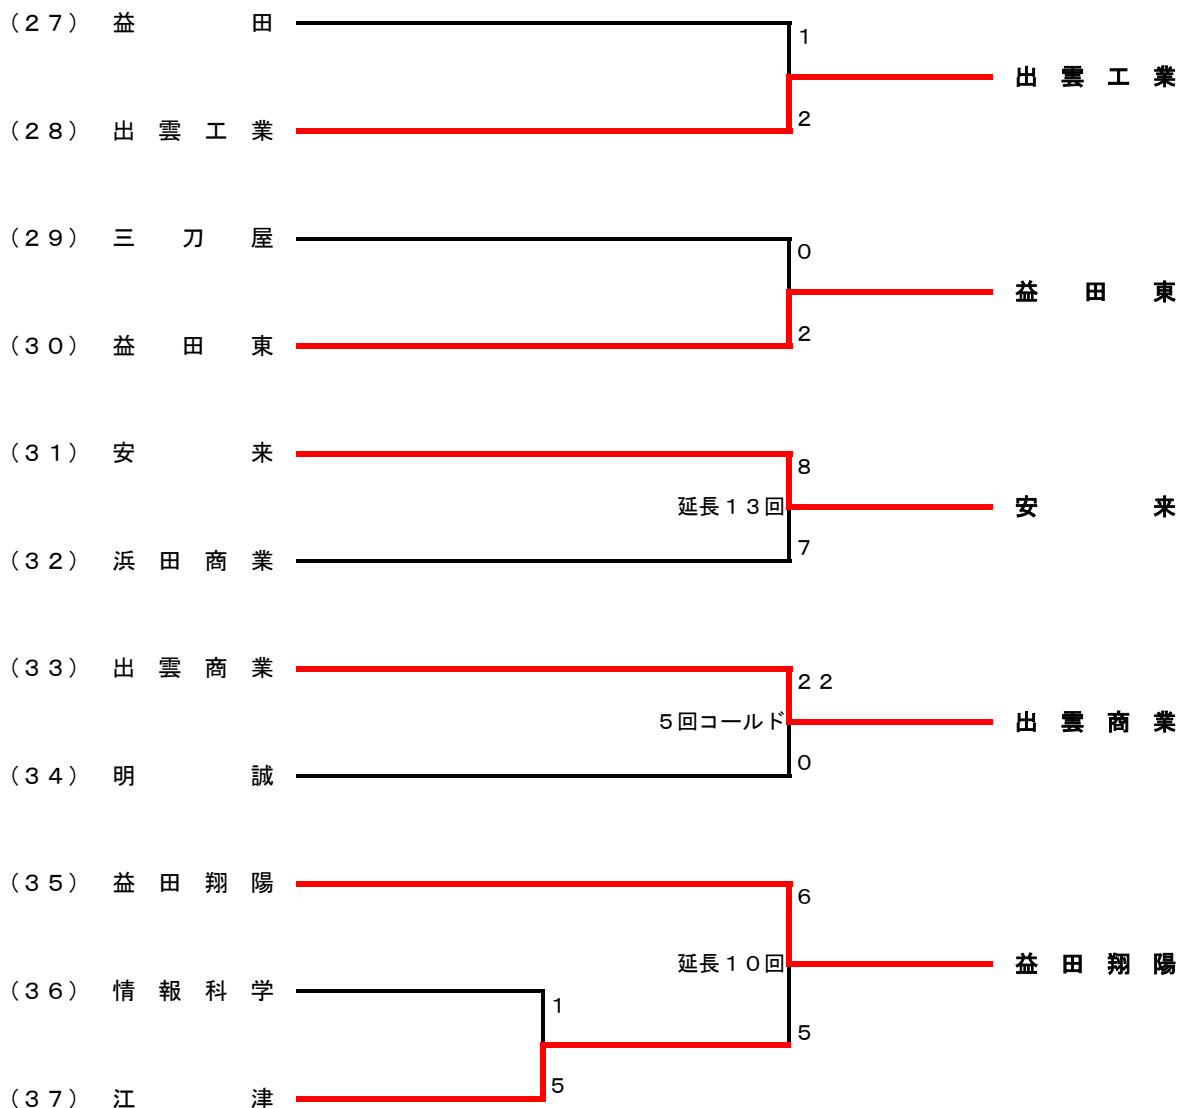 （２７） 益田
1
出雲工業
2
（２８） 出雲工業
（２９） 三刀屋
0
益田東
2
（３０） 益田東
（３１） 安来
8
延長１３回
安来
7
（３２） 浜田商業
（３３） 出雲商業
２２
５回コールド
出雲商業
0
（３４） 明誠
（３５） 益田翔陽
6
延長１０回
益田翔陽
（３６） 情報科学
1
5
5
（３７） 江津